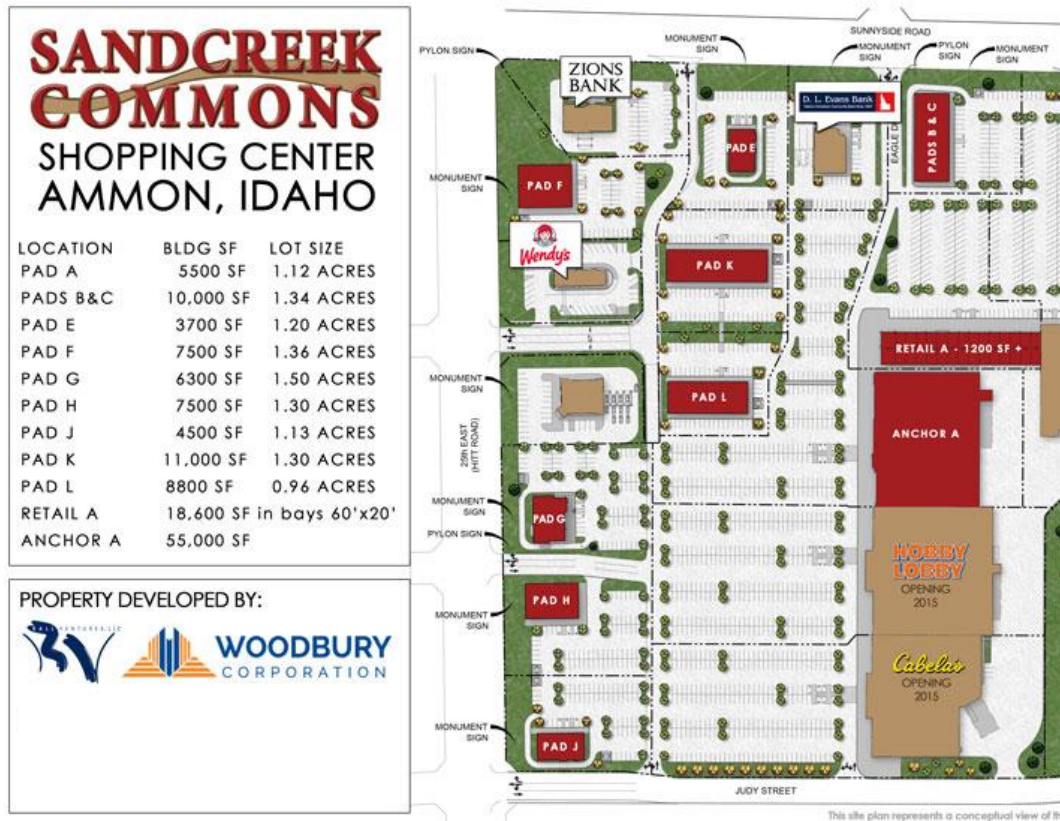 SANDCREEK
COMMONS
SHOPPING CENTER
AMMON, IDAHO
LOCATION BLDG SF LOT SIZE
PAD A 5500 SF 1.12 ACRES
PADS B&C 10,000 SF 1.34 ACRES
PAD E 3700 SF 1.20 ACRES
PAD F 7500 SF 1.36 ACRES
PAD G 6300 SF 1.50 ACRES
PAD H 7500 SF 1.30 ACRES
PAD J 4500 SF 1.13 ACRES
PAD K 11,000 SF 1.30 ACRES
PAD L 8800 SF 0.96 ACRES
RETAIL A 18,600 SF in bays 60'x20'
ANCHOR A 55,000 SF
PROPERTY DEVELOPED BY:
BALL VENTURES, LLC
BV
WOODBURY
CORPORATION
SUNNYSIDE ROAD
PYLON SIGN
MONUMENT
SIGN
MONUMENT
SIGN
PYLON
SIGN
MONUMENT
SIGN
ZIONS
BANK
D. L. Evans Bank
PAD E
EAGLE D
PADS B & C
MONUMENT
SIGN
PAD F
Wendy's
PAD K
RETAIL A - 1200 SF +
MONUMENT
SIGN
PAD L
25th EAST
(HITT ROAD)
ANCHOR A
MONUMENT
SIGN
PAD G
PYLON SIGN
HOBBY
LOBBY
OPENING
2015
MONUMENT
SIGN
PAD H
Cabela's
OPENING
2015
MONUMENT
SIGN
PAD J
JUDY STREET
This site plan represents a conceptual view of